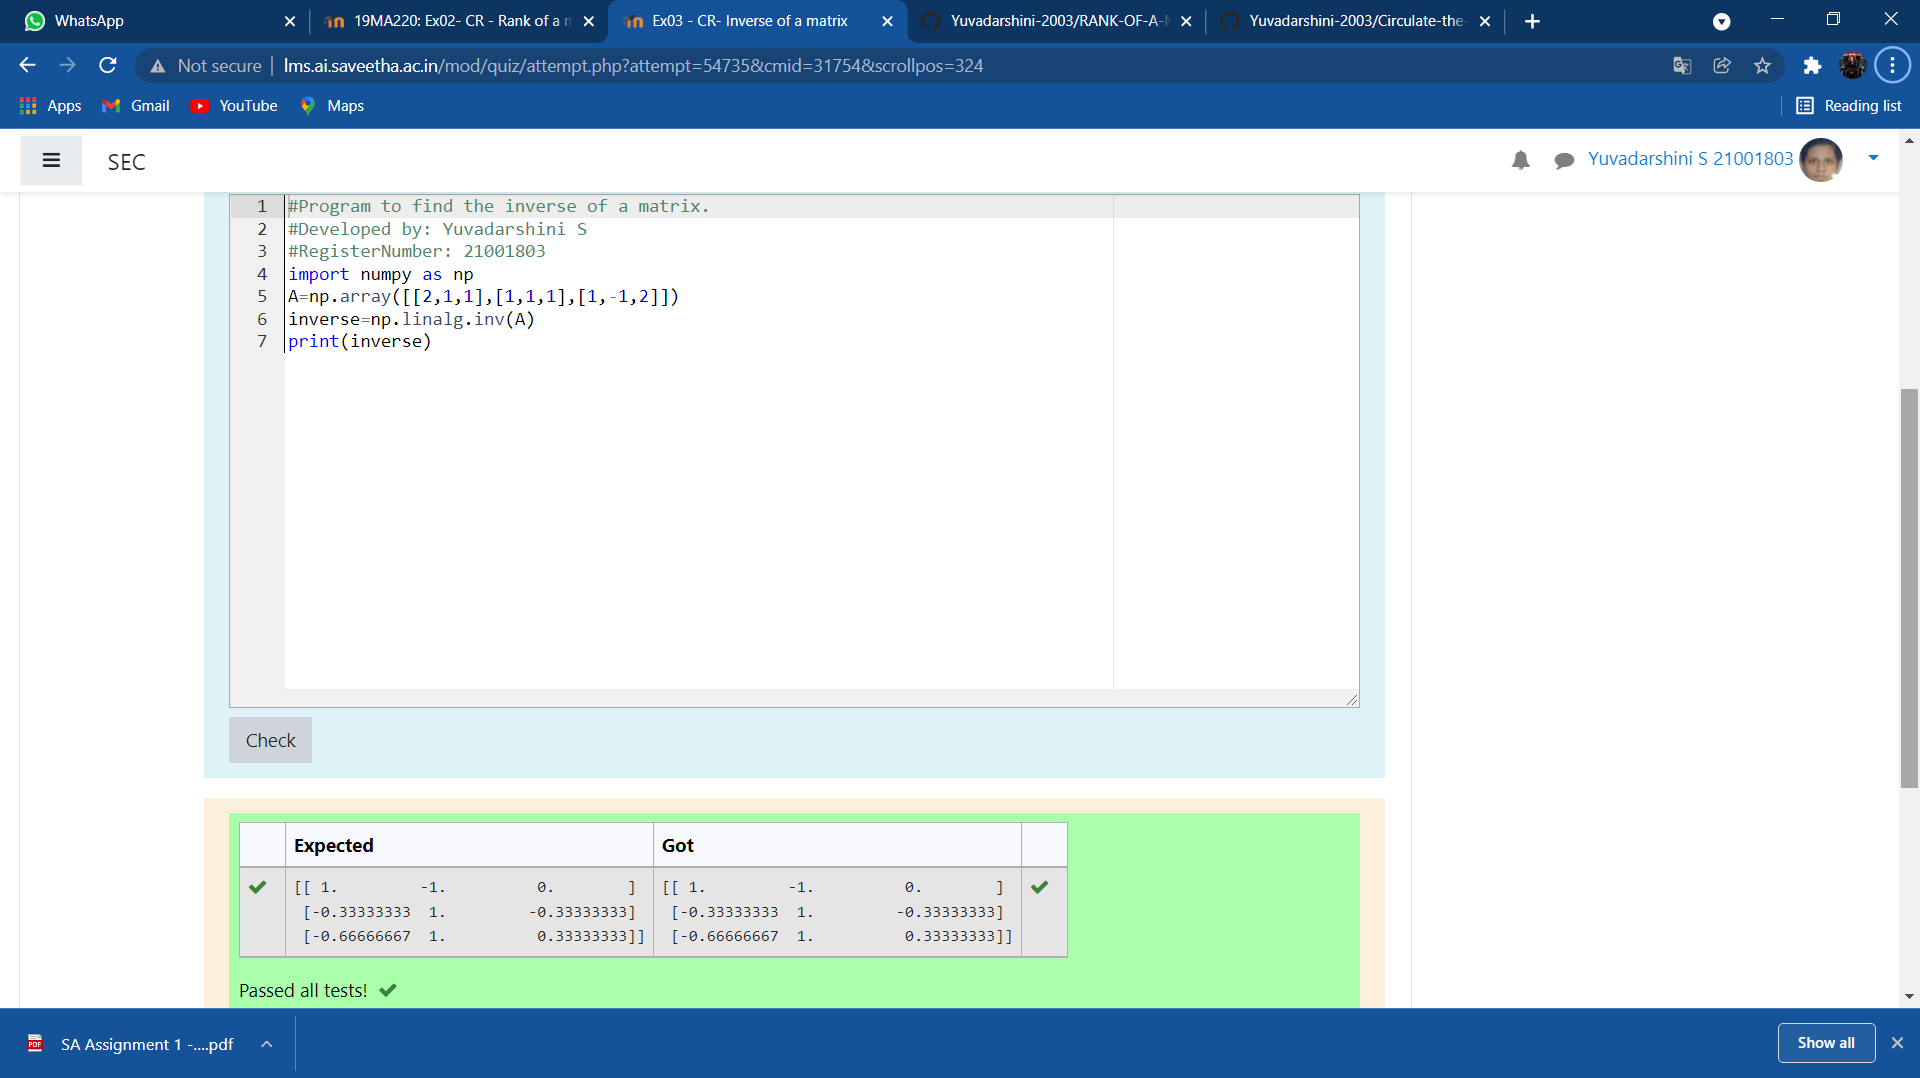 WhatsApp
19MA220: Ex02- CR - Rank of a m
Ex03 - CR- Inverse of a matrix
Yuvadarshini-2003/RANK-OF-A-M
Yuvadarshini-2003/Circulate-the-
Not secure
lms.ai.saveetha.ac.in/mod/quiz/attempt.php?attempt=54735&cmid=31754&scrollpos=324
Apps
Gmail
YouTube
Maps
Reading list
SEC
Yuvadarshini S 21001803
1 #Program to find the inverse of a matrix.
2 #Developed by: Yuvadarshini S
3 #RegisterNumber: 21001803
4 import numpy as np
5 A=np.array([[2,1,1],[1,1,1],[1,-1,2]])
6 inverse=np.linalg.inv(A)
7 print(inverse)
Check
Expected Got
[[ 1. -1. 0. ] [[ 1. -1. 0. ]
[-0.33333333 1. -0.33333333] [-0.33333333 1. -0.33333333]
[-0.66666667 1. 0.33333333]] [-0.66666667 1. 0.33333333]]
Passed all tests!
PDF
SA Assignment 1 -....pdf
Show all